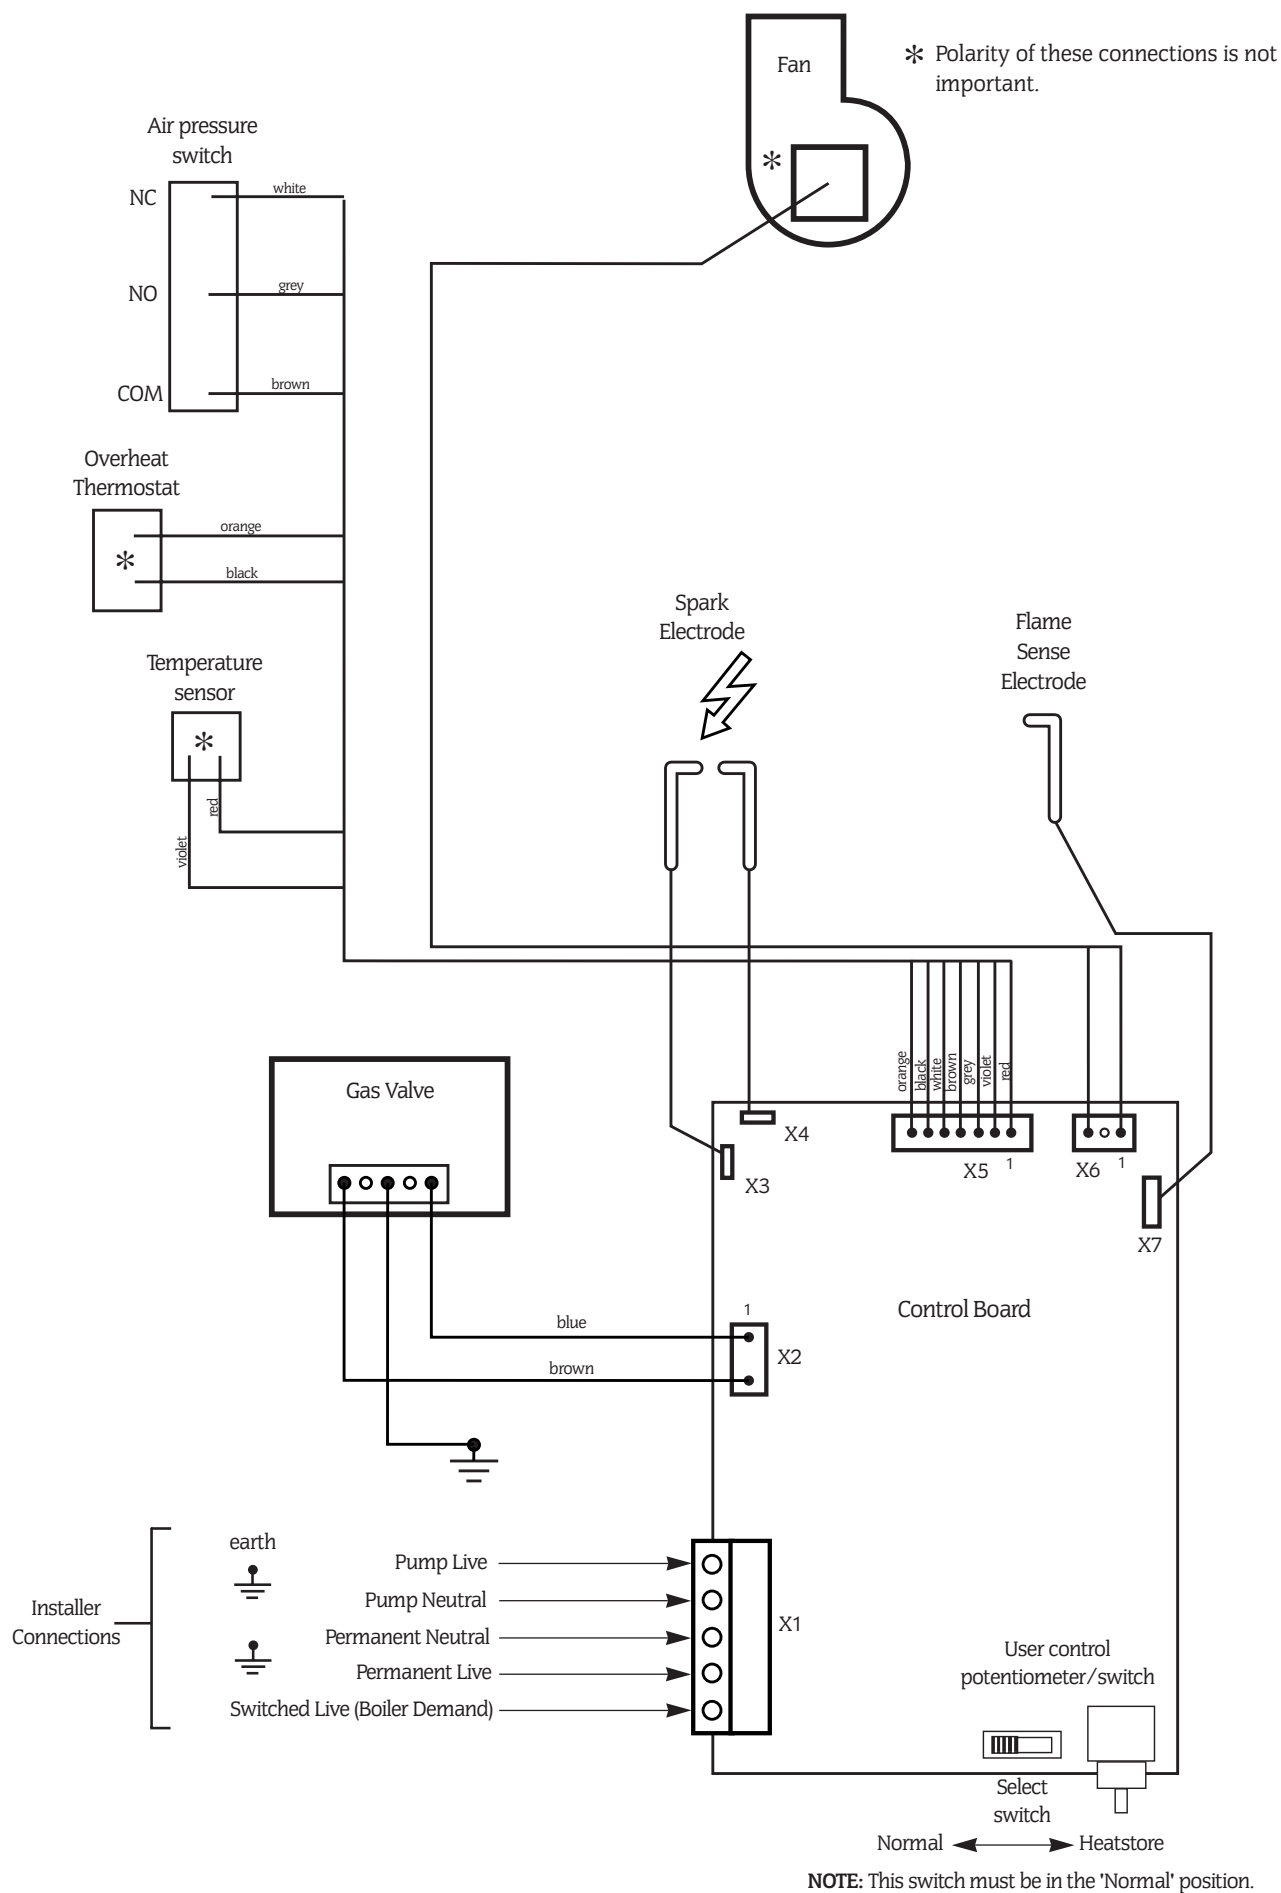 Fan
* Polarity of these connections is not
important.
Air pressure
switch
NC
white
NO
grey
COM
brown
Overheat
Thermostat
orange
*
black
Temperature
sensor
*
red
violet
*
Spark
Electrode
Flame
Sense
Electrode
orange
black
white
brown
grey
violet
red
Gas Valve
X4
X3
X5
1
X6
1
X7
Control Board
1
blue
X2
brown
earth
Installer
Connections
Pump Live
Pump Neutral
Permanent Neutral
Permanent Live
Switched Live (Boiler Demand)
X1
User control
potentiometer/switch
Select
switch
Normal
Heatstore
NOTE: This switch must be in the 'Normal' position.